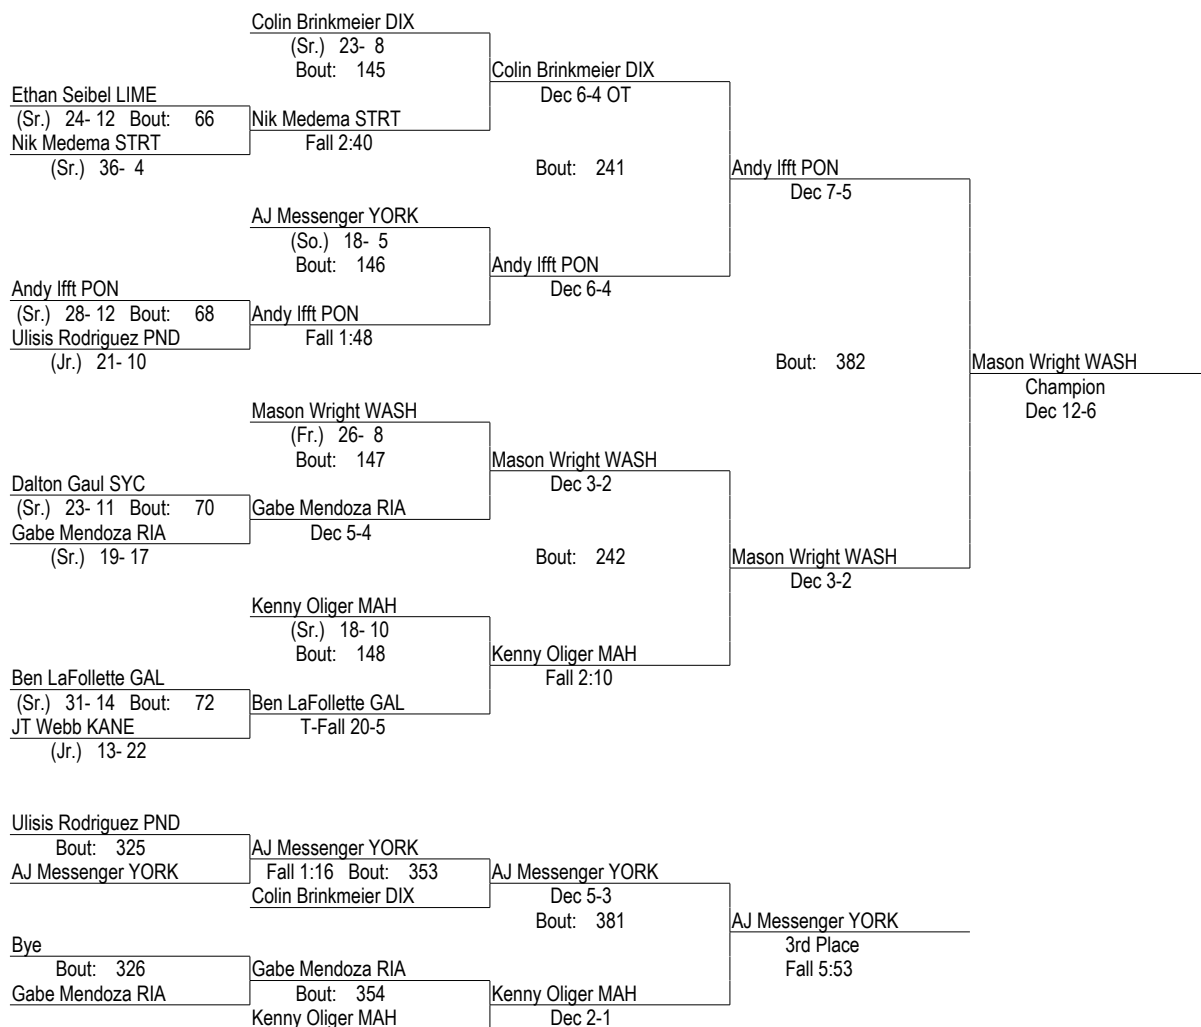 Colin Brinkmeier DIX
(Sr.) 23- 8
Bout: 145
Colin Brinkmeier DIX
Dec 6-4 OT
Ethan Seibel LIME
(Sr.) 24- 12 Bout: 66
Nik Medema STRT
Nik Medema STRT
Fall 2:40
(Sr.) 36- 4
Bout: 241
Andy Ifft PON
Dec 7-5
AJ Messenger YORK
(So.) 18- 5
Bout: 146
Andy Ifft PON
Dec 6-4
Andy Ifft PON
(Sr.) 28- 12 Bout: 68
Andy Ifft PON
Ulisis Rodriguez PND
Fall 1:48
(Jr.) 21- 10
Bout: 382
Mason Wright WASH
Champion
Dec 12-6
Mason Wright WASH
(Fr.) 26- 8
Bout: 147
Mason Wright WASH
Dec 3-2
Dalton Gaul SYC
(Sr.) 23- 11 Bout: 70
Gabe Mendoza RIA
Gabe Mendoza RIA
Dec 5-4
(Sr.) 19- 17
Bout: 242
Mason Wright WASH
Dec 3-2
Kenny Oliger MAH
(Sr.) 18- 10
Bout: 148
Kenny Oliger MAH
Fall 2:10
Ben LaFollette GAL
(Sr.) 31- 14 Bout: 72
Ben LaFollette GAL
JT Webb KANE
T-Fall 20-5
(Jr.) 13- 22
Ulisis Rodriguez PND
Bout: 325
AJ Messenger YORK
AJ Messenger YORK
Fall 1:16 Bout: 353
Colin Brinkmeier DIX
AJ Messenger YORK
Dec 5-3
Bout: 381
AJ Messenger YORK
3rd Place
Fall 5:53
Bye
Bout: 326
Gabe Mendoza RIA
Gabe Mendoza RIA
Bout: 354
Kenny Oliger MAH
Kenny Oliger MAH
Dec 2-1